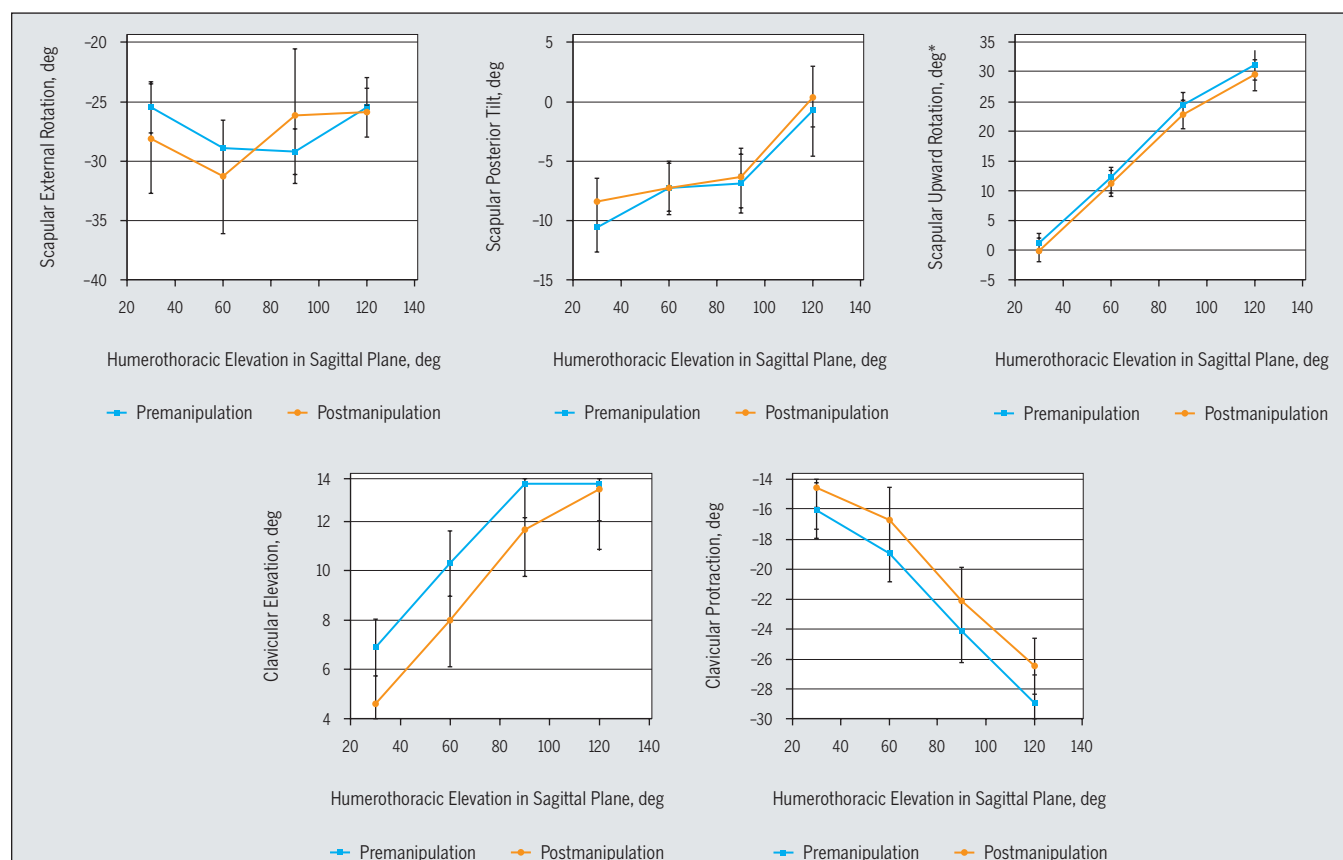 Scapular External Rotation, deg
−20
−25
−30
−35
−40
20 40 60 80 100 120 140
Humerothoracic Elevation in Sagittal Plane, deg
Premanipulation Postmanipulation
Scapular Posterior Tilt, deg
5
0
−5
−10
−15
20 40 60 80 100 120 140
Humerothoracic Elevation in Sagittal Plane, deg
Premanipulation Postmanipulation
Scapular Upward Rotation, deg*
35
30
25
20
10
5
0
−5
20 40 60 80 100 120 140
Humerothoracic Elevation in Sagittal Plane, deg
Premanipulation Postmanipulation
Clavicular Elevation, deg
14
12
10
8
6
4
20 40 60 80 100 120 140
Humerothoracic Elevation in Sagittal Plane, deg
Premanipulation Postmanipulation
Clavicular Protraction, deg
−14
−16
−18
−20
−22
−24
−26
−28
−30
20 40 60 80 100 120 140
Humerothoracic Elevation in Sagittal Plane, deg
Premanipulation Postmanipulation